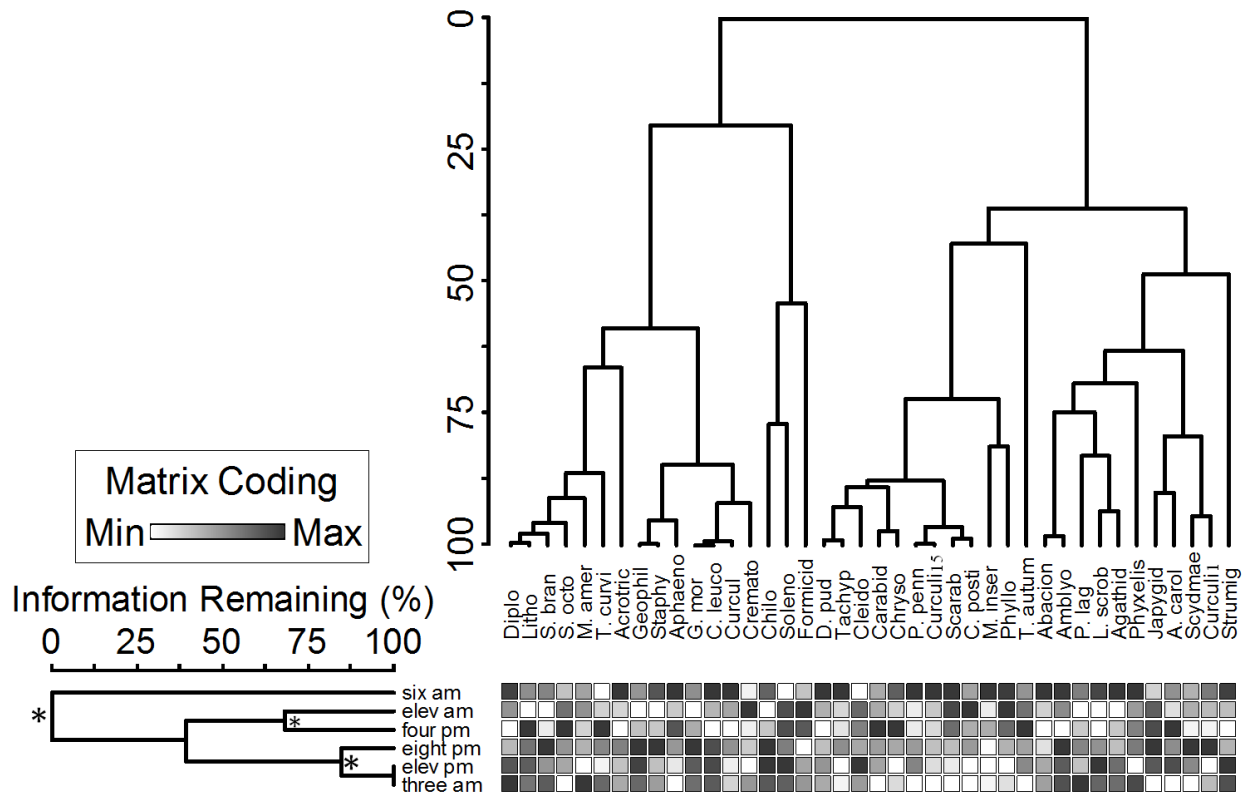 0
25
50
75
100
Matrix Coding
Min Max
Information Remaining (%)
0 25 50 75 100
Diplo
Litho
S. bran
S. octo
M. amer
T. curvi
Acrotric
Geophil
Staphy
Aphaeno
G. mor
C. leuco
Curcul
Cremato
Chilo
Soleno
Formicid
D. pud
Tachyp
Cleido
Carabid
Chryso
P. penn
Curculi15
Scarab
C. posti
M. inser
Phyllo
T. autum
Abacion
Amblyo
P. lag
L. scrob
Agathid
Phyxelis
Japygid
A. carol
Scydmae
Curculi1
Strumig
* six am
elev am
* four pm
eight pm
* elev pm
three am